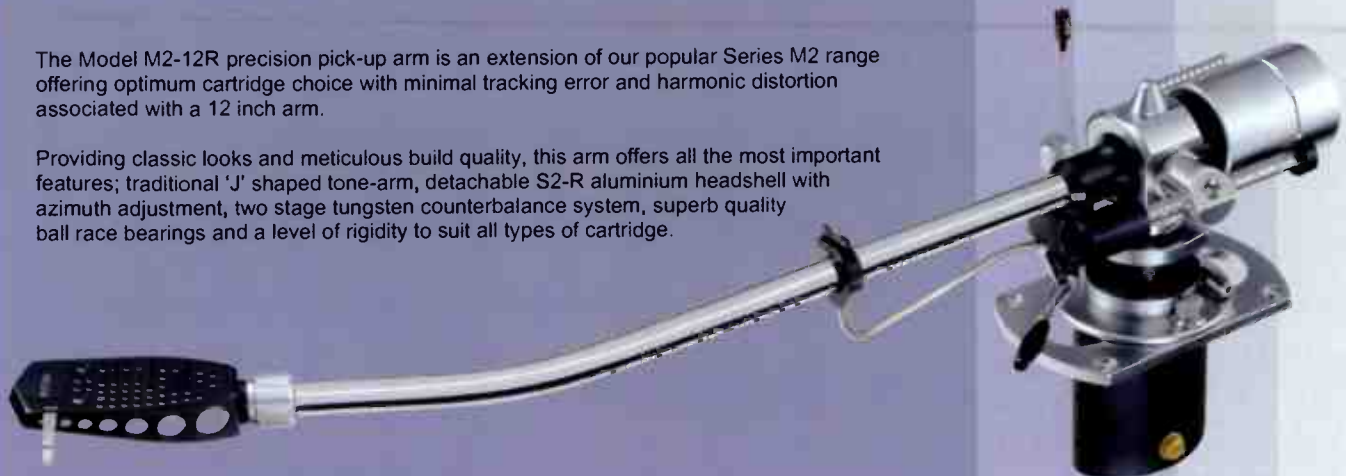 The Model M2-12R precision pick-up arm is an extension of our popular Series M2 range
offering optimum cartridge choice with minimal tracking error and harmonic distortion
associated with a 12 inch arm.
Providing classic looks and meticulous build quality, this arm offers all the most important
features; traditional 'J' shaped tone-arm, detachable S2-R aluminium headshell with
azimuth adjustment, two stage tungsten counterbalance system, superb quality
ball race bearings and a level of rigidity to suit all types of cartridge.